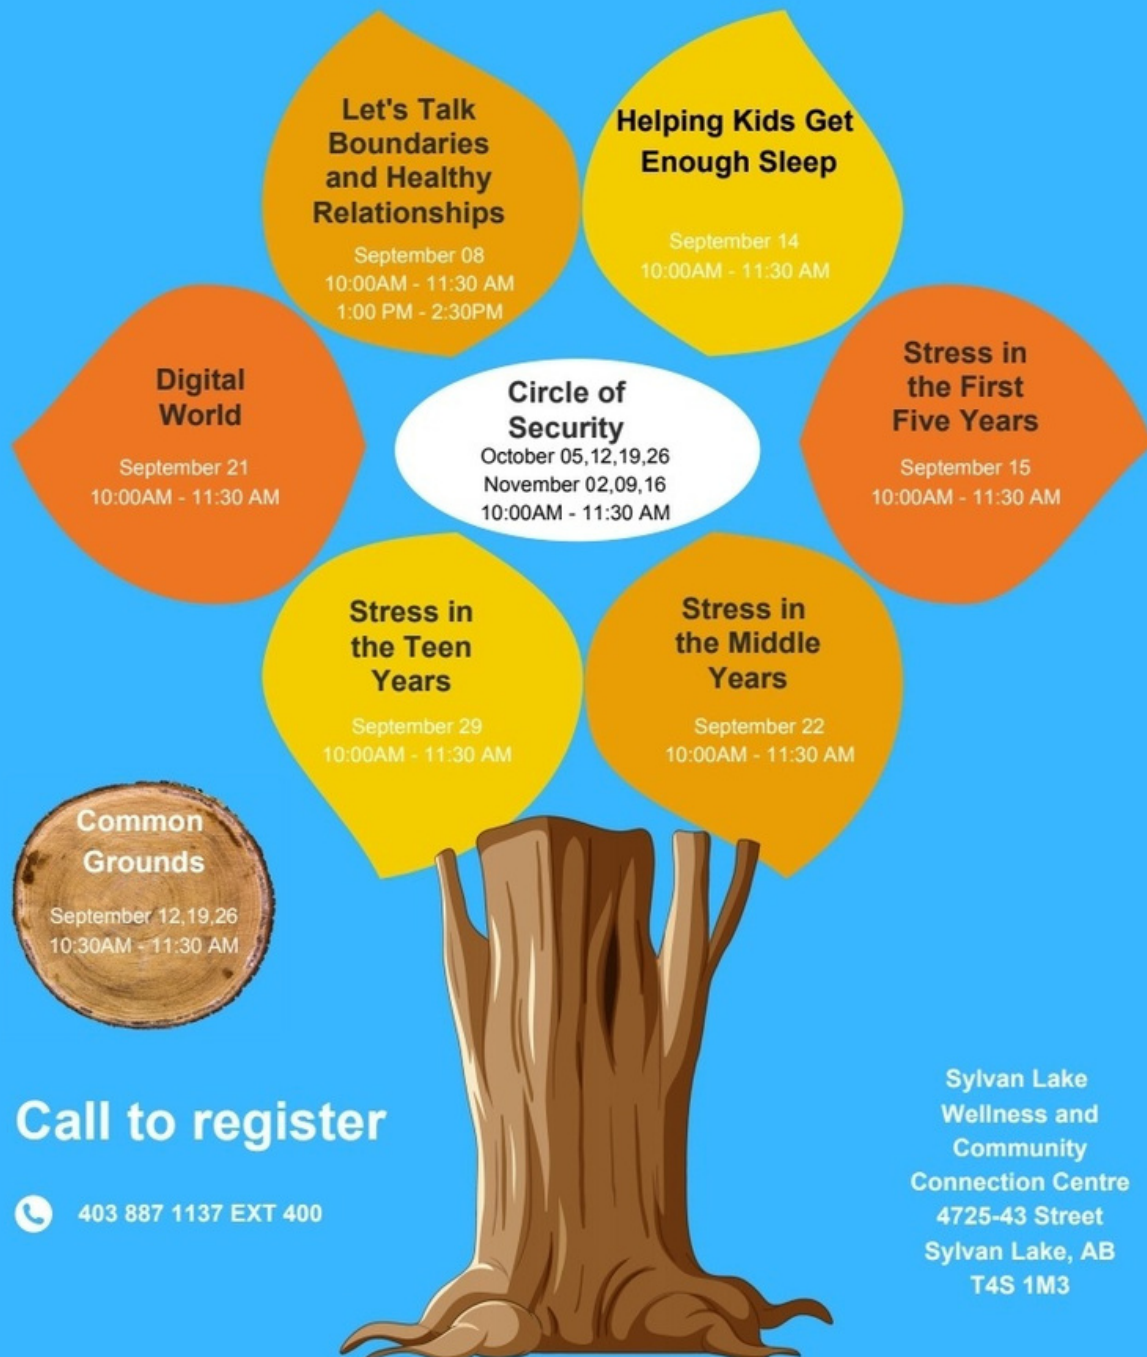 Let's Talk
Boundaries
and Healthy
Relationships
September 08
10:00AM - 11:30 AM
1:00 PM - 2:30PM
Helping Kids Get
Enough Sleep
September 14
10:00AM - 11:30 AM
Digital
World
September 21
10:00AM - 11:30 AM
Circle of
Security
October 05,12,19,26
November 02,09,16
10:00AM - 11:30 AM
Stress in
the First
Five Years
September 15
10:00AM - 11:30 AM
Stress in
the Teen
Years
September 29
10:00AM - 11:30 AM
Stress in
the Middle
Years
September 22
10:00AM - 11:30 AM
Common
Grounds
September 12,19,26
10:30AM - 11:30 AM
Call to register
403 887 1137 EXT 400
Sylvan Lake
Wellness and
Community
Connection Centre
4725-43 Street
Sylvan Lake, AB
T4S 1M3